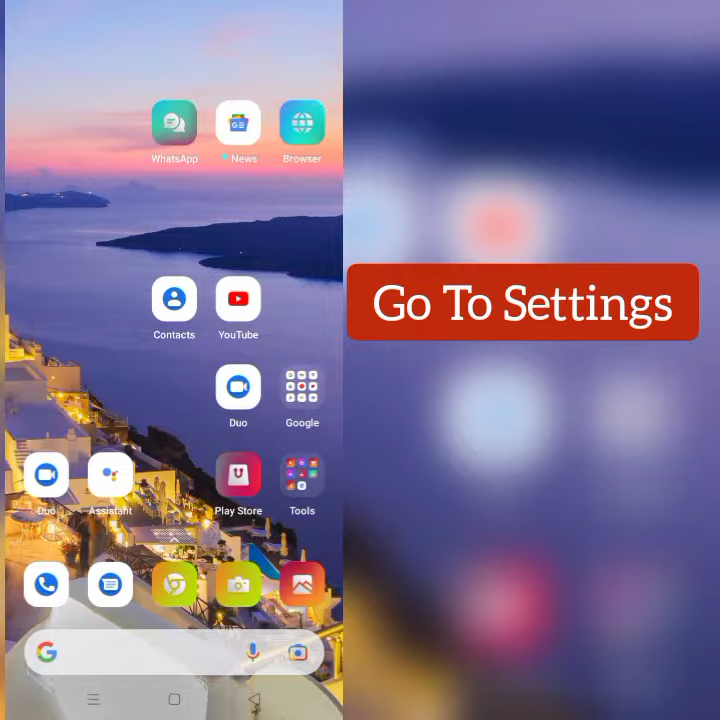 WhatsApp News Browser
Go To Settings
Contacts YouTube
Duo Google
Duo Assistant Play Store Tools